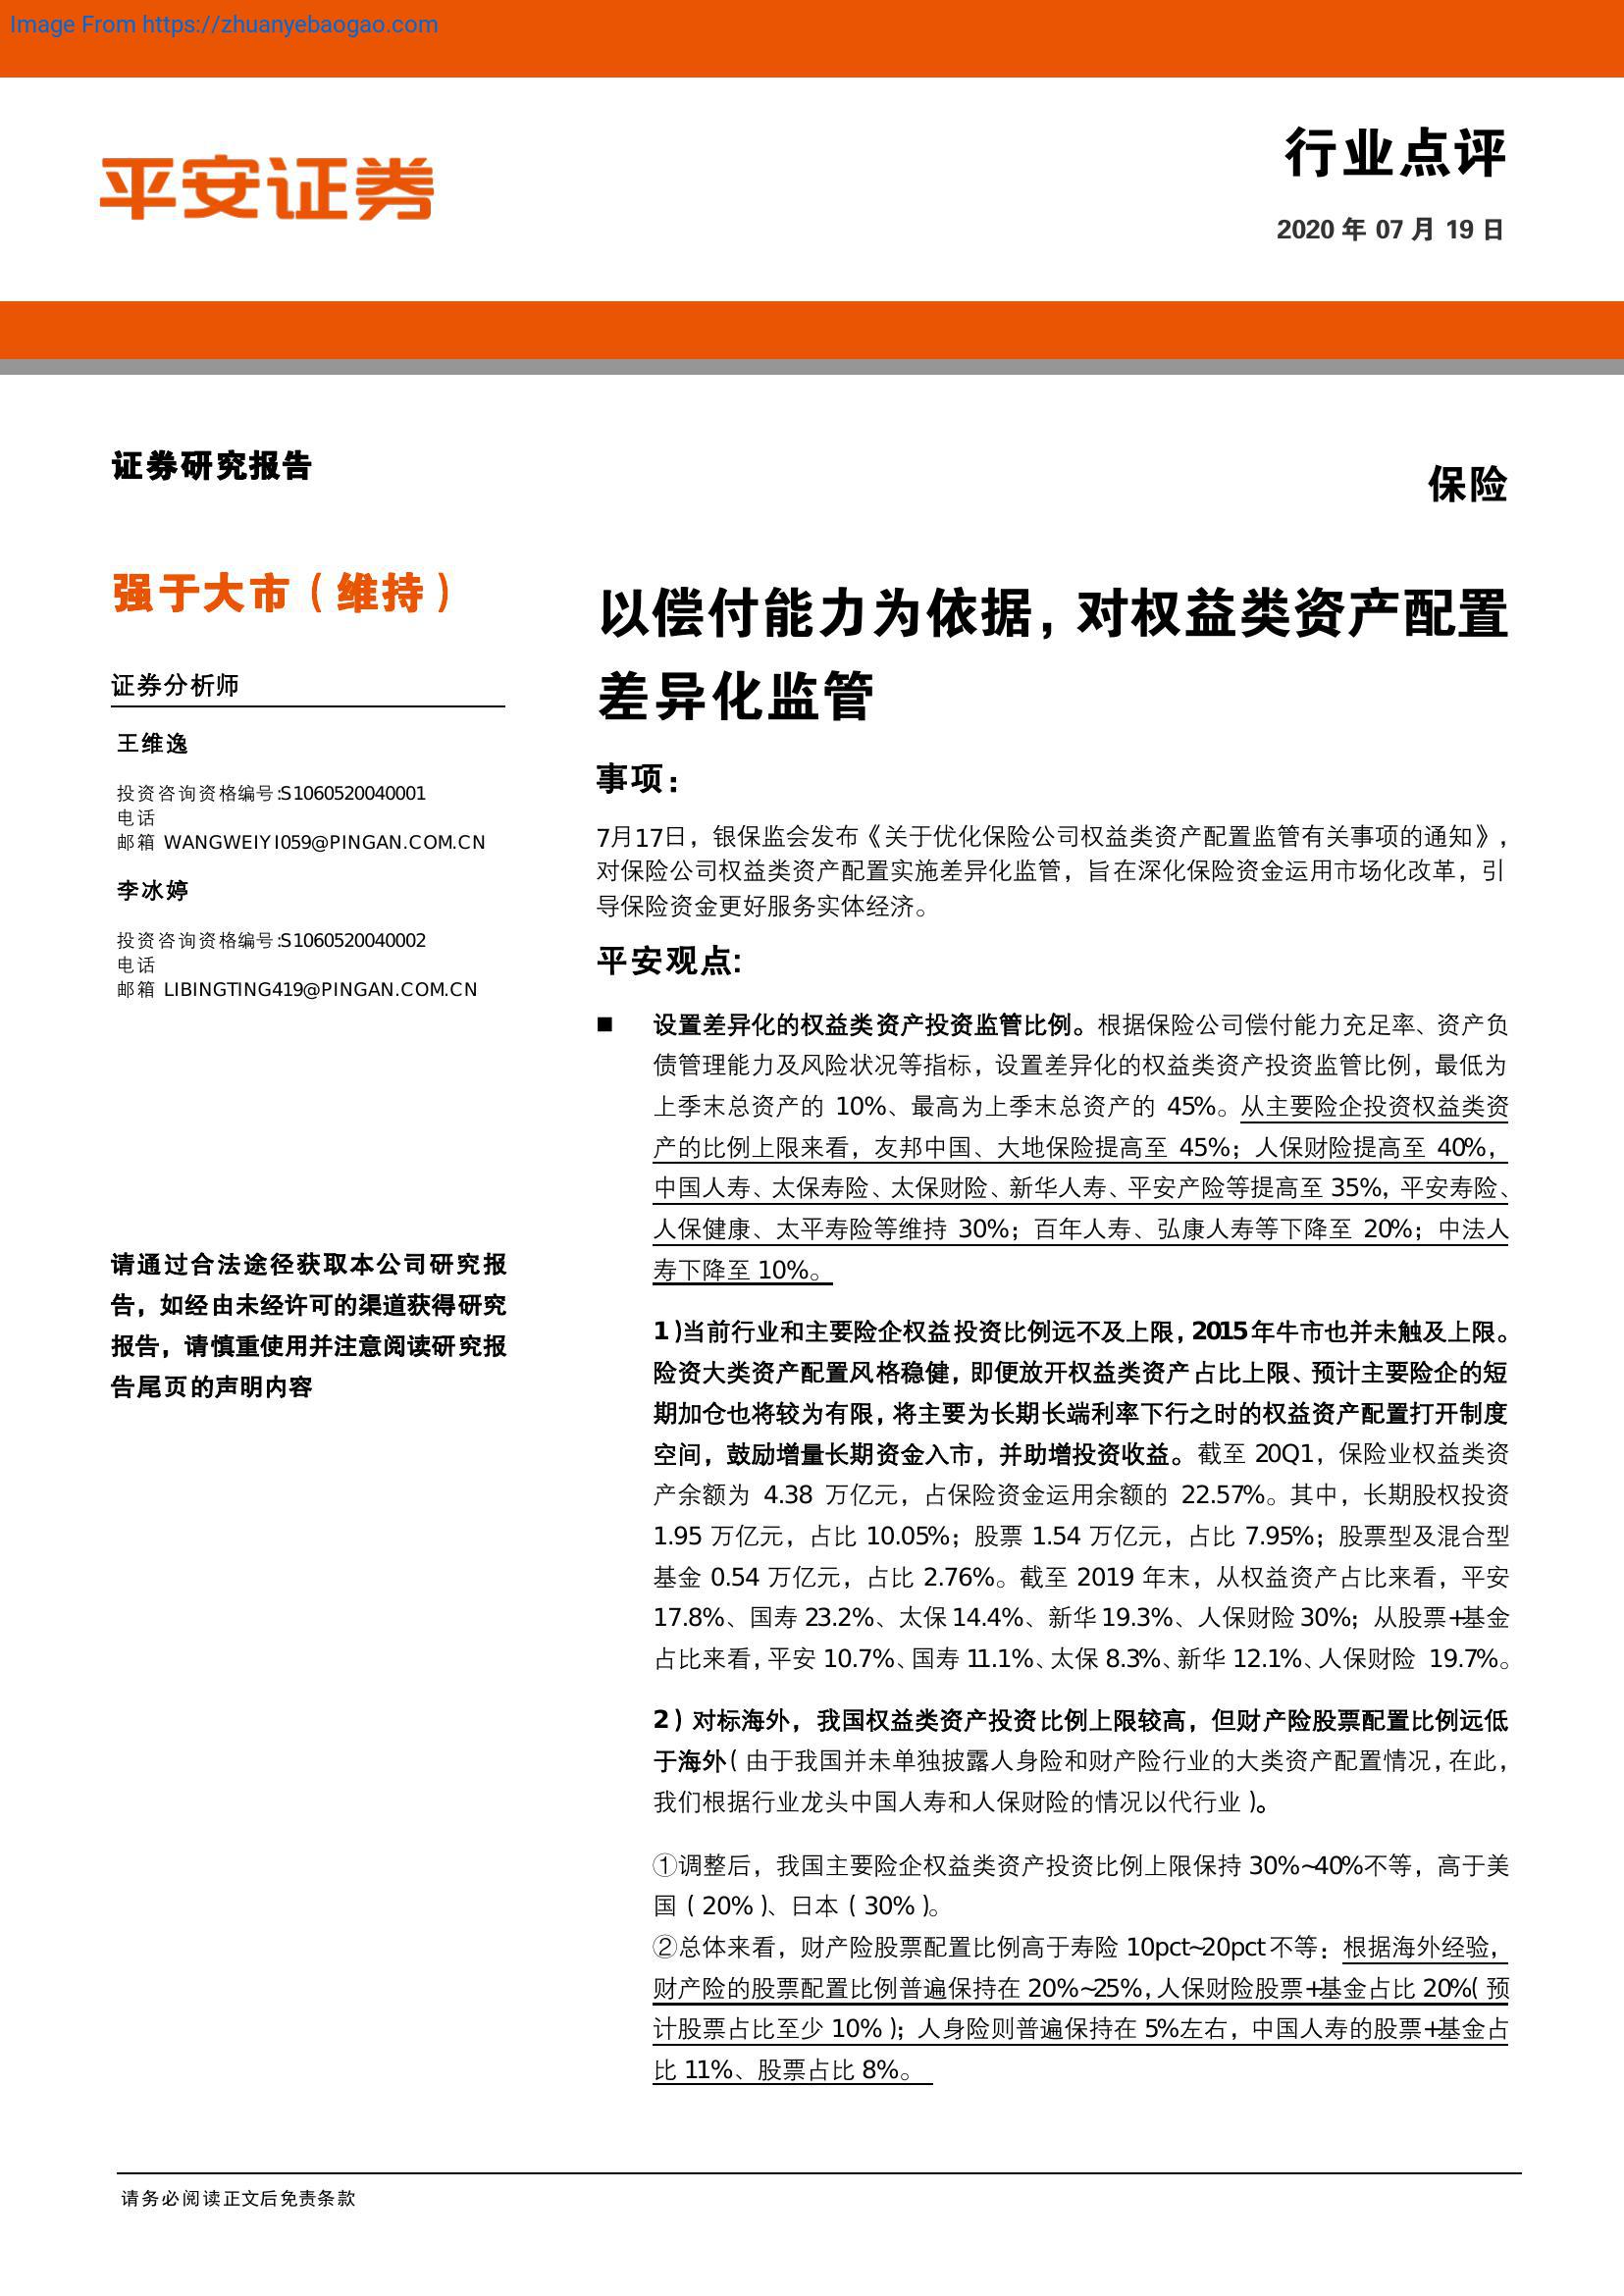 Image From https://zhuanyebaogao.com
平安证券
行业点评
2020 年 07 月 19 日
证券研究报告
保险
强于大市（维持）
证券分析师
王维逸
投资咨询资格编号:S1060520040001
电话
邮箱 WANGWEIYI059@PINGAN.COM.CN
李冰婷
投资咨询资格编号:S1060520040002
电话
邮箱 LIBINGTING419@PINGAN.COM.CN
请通过合法途径获取本公司研究报
告，如经由未经许可的渠道获得研究
报告，请慎重使用并注意阅读研究报
告尾页的声明内容
以偿付能力为依据，对权益类资产配置
差异化监管
事项：
7月17日，银保监会发布《关于优化保险公司权益类资产配置监管有关事项的通知》，
对保险公司权益类资产配置实施差异化监管，旨在深化保险资金运用市场化改革，引
导保险资金更好服务实体经济。
平安观点:
■ 设置差异化的权益类资产投资监管比例。根据保险公司偿付能力充足率、资产负
债管理能力及风险状况等指标，设置差异化的权益类资产投资监管比例，最低为
上季末总资产的 10%、最高为上季末总资产的 45%。从主要险企投资权益类资
产的比例上限来看，友邦中国、大地保险提高至 45%；人保财险提高至 40%，
中国人寿、太保寿险、太保财险、新华人寿、平安产险等提高至 35%，平安寿险、
人保健康、太平寿险等维持 30%；百年人寿、弘康人寿等下降至 20%；中法人
寿下降至 10%。
1）当前行业和主要险企权益投资比例远不及上限，2015 年牛市也并未触及上限。
险资大类资产配置风格稳健，即便放开权益类资产占比上限、预计主要险企的短
期加仓也将较为有限，将主要为长期长端利率下行之时的权益资产配置打开制度
空间，鼓励增量长期资金入市，并助增投资收益。截至 20Q1，保险业权益类资
产余额为 4.38 万亿元，占保险资金运用余额的 22.57%。其中，长期股权投资
1.95 万亿元，占比 10.05%；股票 1.54 万亿元，占比 7.95%；股票型及混合型
基金 0.54 万亿元，占比 2.76%。截至 2019 年末，从权益资产占比来看，平安
17.8%、国寿 23.2%、太保 14.4%、新华 19.3%、人保财险 30%；从股票+基金
占比来看，平安 10.7%、国寿 11.1%、太保 8.3%、新华 12.1%、人保财险 19.7%。
2）对标海外，我国权益类资产投资比例上限较高，但财产险股票配置比例远低
于海外（由于我国并未单独披露人身险和财产险行业的大类资产配置情况，在此，
我们根据行业龙头中国人寿和人保财险的情况以代行业）。
①调整后，我国主要险企权益类资产投资比例上限保持 30%~40%不等，高于美
国（20%）、日本（30%）。
②总体来看，财产险股票配置比例高于寿险 10pct~20pct 不等：根据海外经验，
财产险的股票配置比例普遍保持在 20%~25%，人保财险股票+基金占比 20%（预
计股票占比至少 10%）；人身险则普遍保持在 5%左右，中国人寿的股票+基金占
比 11%、股票占比 8%。
请务必阅读正文后免责条款